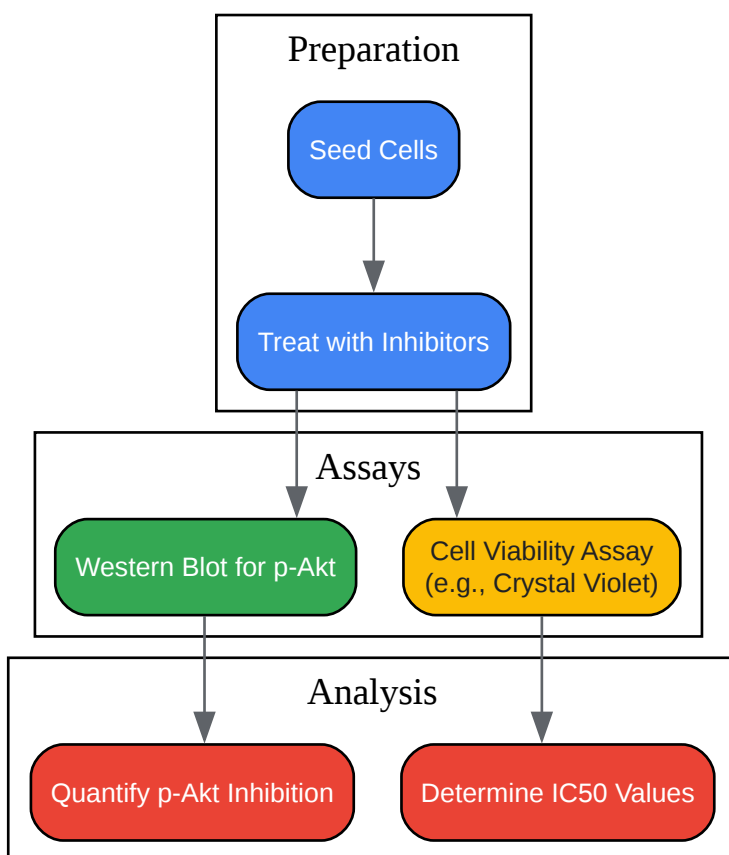 Preparation
Seed Cells
Treat with Inhibitors
Assays
Western Blot for p-Akt
Cell Viability Assay
(e.g., Crystal Violet)
Analysis
Quantify p-Akt Inhibition
Determine IC50 Values